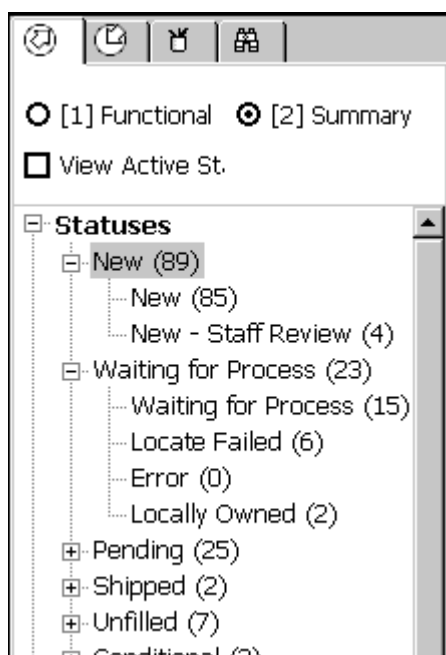 [1] Functional [2] Summary
View Active St.
Statuses
New (89)
New (85)
New - Staff Review (4)
Waiting for Process (23)
Waiting for Process (15)
Locate Failed (6)
Error (0)
Locally Owned (2)
Pending (25)
Shipped (2)
Unfilled (7)
Conditional